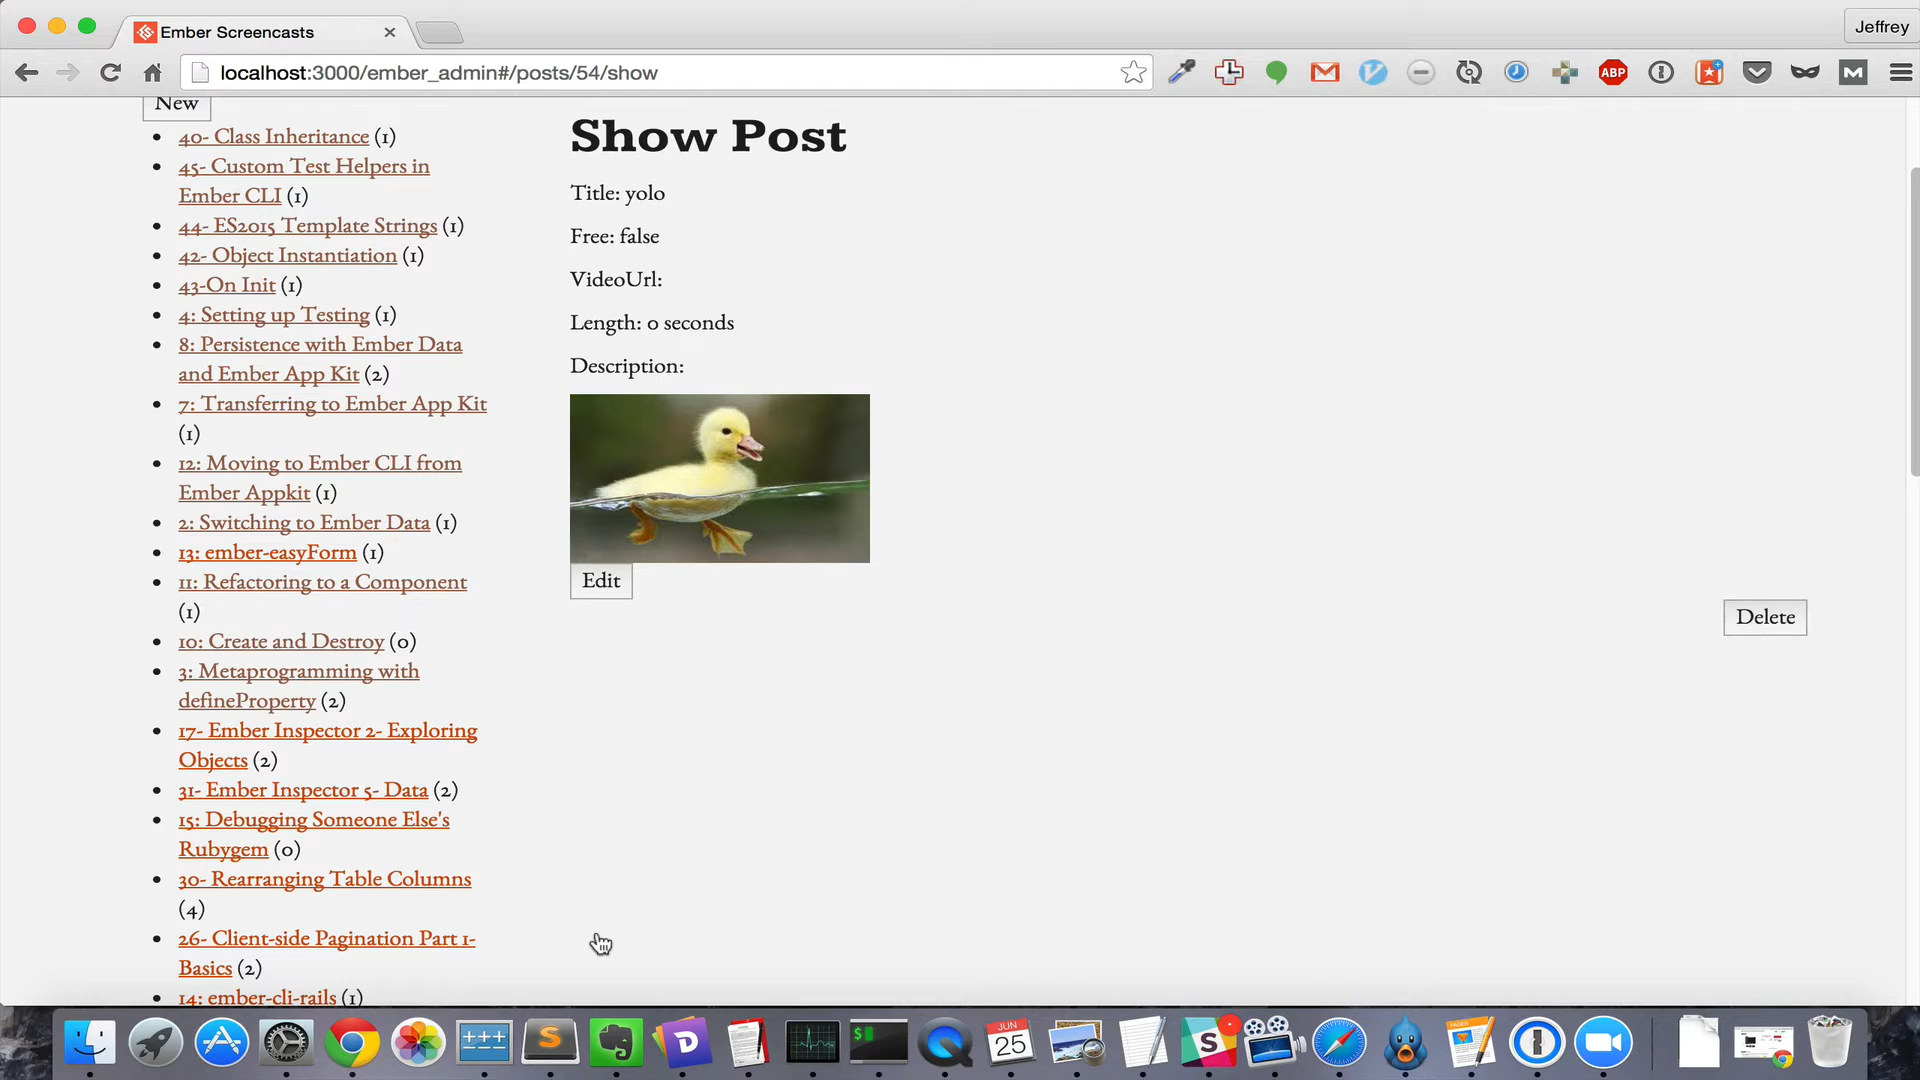 Ember Screencasts
Jeffrey
localhost:3000/ember_admin#/posts/54/show
ABP
M
New
40- Class Inheritance (1)
45- Custom Test Helpers in
Ember CLI (1)
44- ES2015 Template Strings (1)
42- Object Instantiation (1)
43-On Init (1)
4: Setting up Testing (1)
8: Persistence with Ember Data
and Ember App Kit (2)
7: Transferring to Ember App Kit
(1)
12: Moving to Ember CLI from
Ember Appkit (1)
2: Switching to Ember Data (1)
13: ember-easyForm (1)
11: Refactoring to a Component
(1)
10: Create and Destroy (0)
3: Metaprogramming with
defineProperty (2)
17- Ember Inspector 2- Exploring
Objects (2)
31- Ember Inspector 5- Data (2)
15: Debugging Someone Else's
Rubygem (0)
30- Rearranging Table Columns
(4)
26- Client-side Pagination Part 1-
Basics (2)
14: ember-cli-rails (1)
Show Post
Title: yolo
Free: false
VideoUrl:
Length: 0 seconds
Description:
Edit
Delete
JUN
25
PAGES